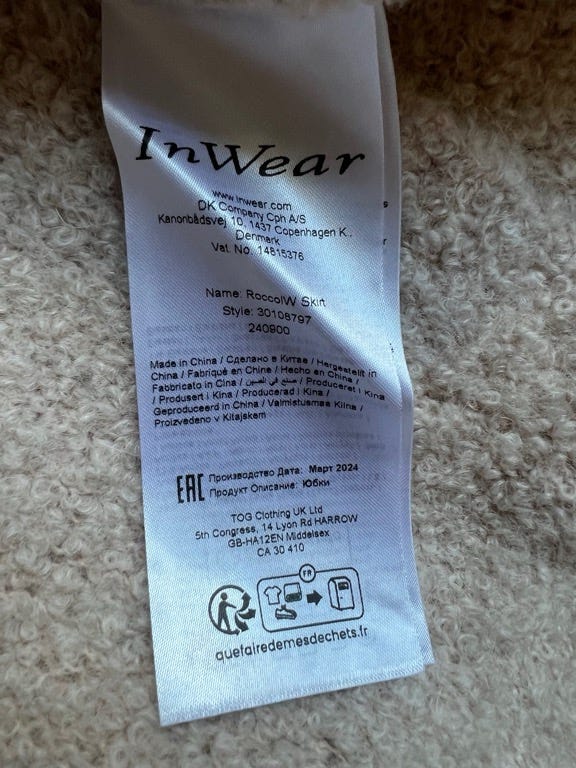 InWear
www.inwear.com
DK Company Cph A/S
Kanonbådsvej 10, 1437 Copenhagen K.,
Denmark
Vat. No. 14815376
Name: RoccoIW Skirt
Style: 30108797
240900
Made in China / Сделано в Китае / Hergestellt in
China / Fabriqué en Chine / Hecho en China /
Fabbricato in Cina / صنع في الصين / Produceret i Kina
/ Produsert i Kina / Producerad i Kina /
Geproduceerd in China / Valmistusmaa Kiina /
Proizvedeno v Kitajskem
EAC
Производство Дата: Март 2024
Продукт Описание: Юбки
TOG Clothing UK Ltd
5th Congress, 14 Lyon Rd HARROW
GB-HA12EN Middelsex
CA 30 410
FR
quefairedemesdechets.fr